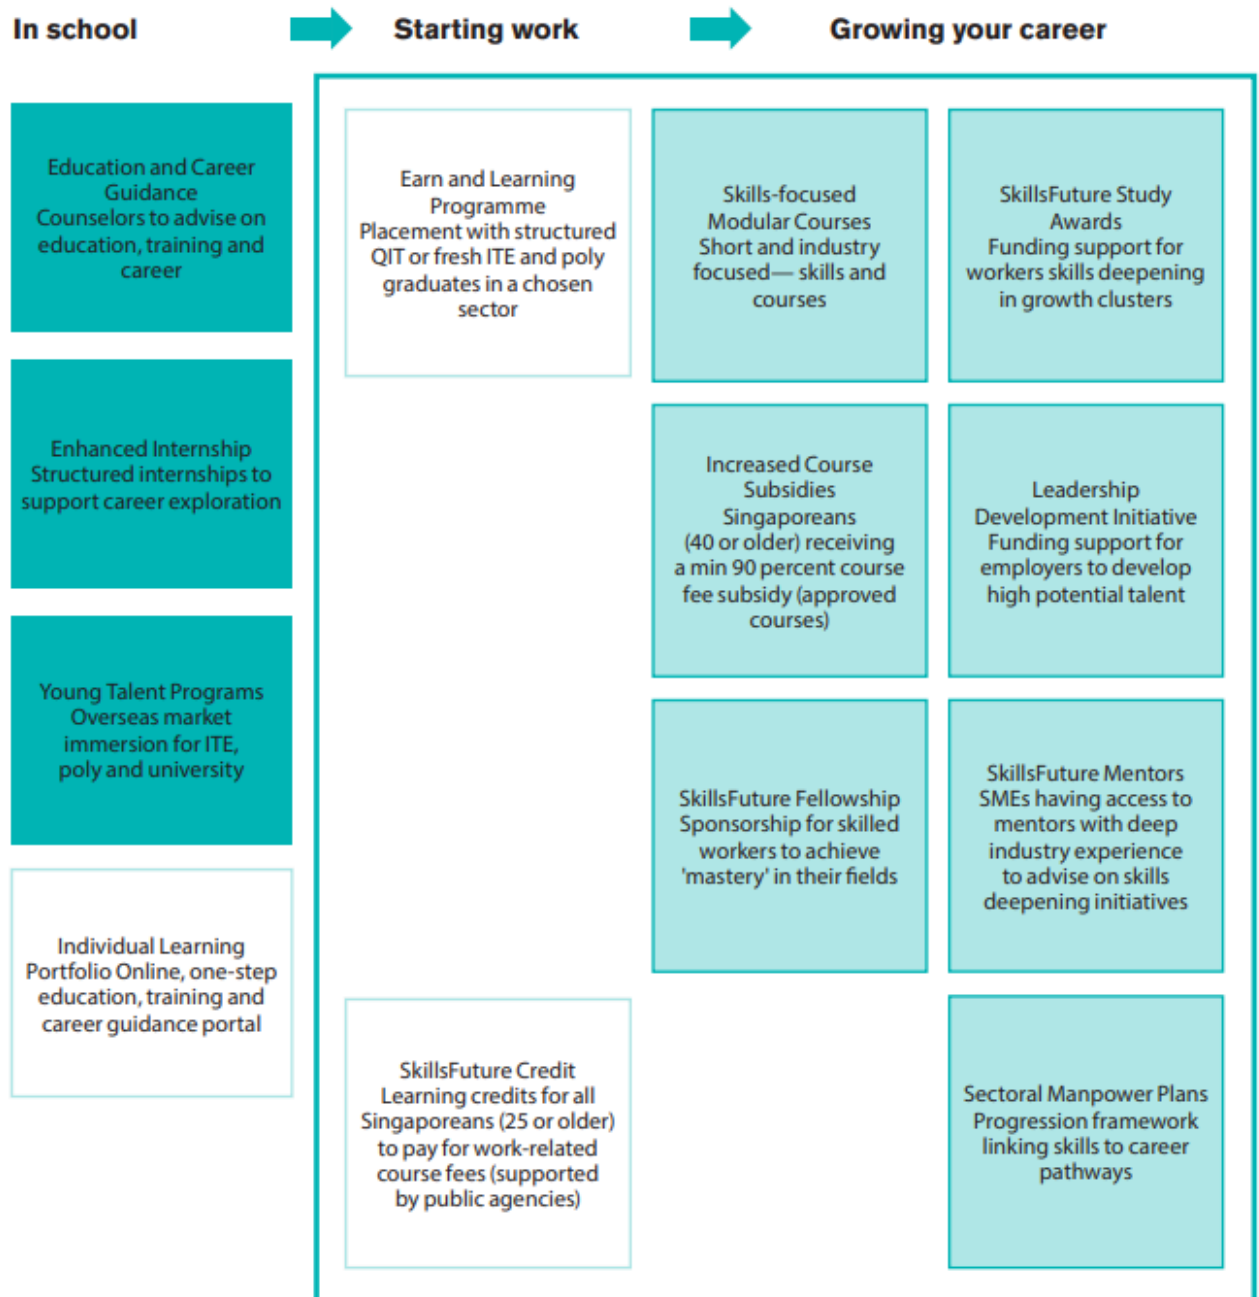 In school
Starting work
Growing your career
Education and Career
Guidance
Counselors to advise on
education, training and
career
Enhanced Internship
Structured internships to
support career exploration
Young Talent Programs
Overseas market
immersion for ITE,
poly and university
Individual Learning
Portfolio Online, one-step
education, training and
career guidance portal
Earn and Learning
Programme
Placement with structured
QIT or fresh ITE and poly
graduates in a chosen
sector
SkillsFuture Credit
Learning credits for all
Singaporeans (25 or older)
to pay for work-related
course fees (supported
by public agencies)
Skills-focused
Modular Courses
Short and industry
focused— skills and
courses
Increased Course
Subsidies
Singaporeans
(40 or older) receiving
a min 90 percent course
fee subsidy (approved
courses)
SkillsFuture Fellowship
Sponsorship for skilled
workers to achieve
'mastery' in their fields
SkillsFuture Study
Awards
Funding support for
workers skills deepening
in growth clusters
Leadership
Development Initiative
Funding support for
employers to develop
high potential talent
SkillsFuture Mentors
SMEs having access to
mentors with deep
industry experience
to advise on skills
deepening initiatives
Sectoral Manpower Plans
Progression framework
linking skills to career
pathways